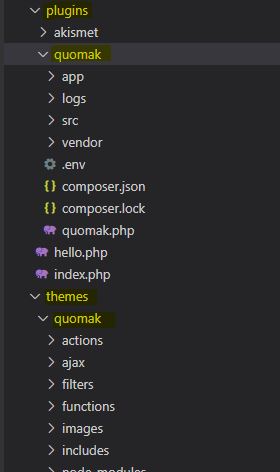 plugins
akismet
quomak
app
logs
src
vendor
.env
composer.json
composer.lock
quomak.php
hello.php
index.php
themes
quomak
actions
ajax
filters
functions
images
includes
node_modules